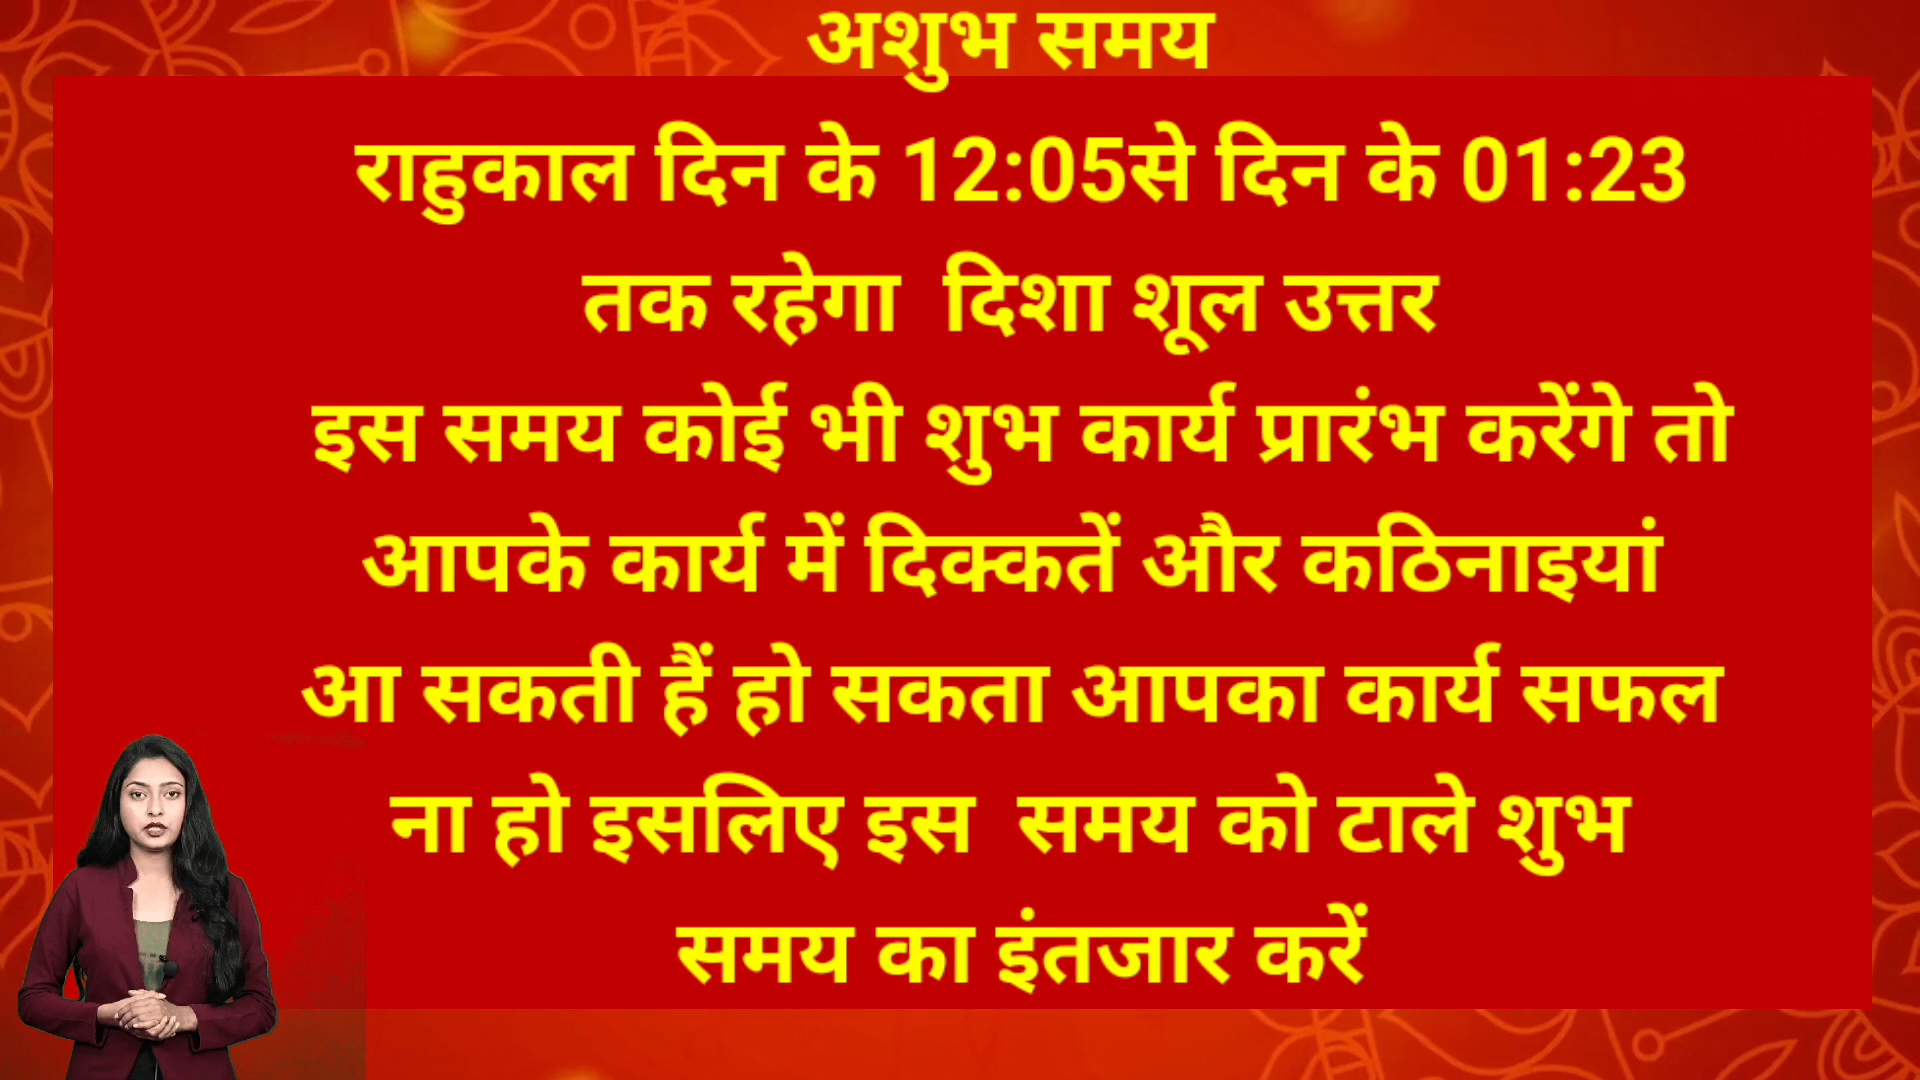 अशुभ समय
राहुकाल दिन के 12:05से दिन के 01:23
तक रहेगा  दिशा शूल उत्तर
इस समय कोई भी शुभ कार्य प्रारंभ करेंगे तो
आपके कार्य में दिक्कतें और कठिनाइयां
आ सकती हैं हो सकता आपका कार्य सफल
ना हो इसलिए इस  समय को टाले शुभ
समय का इंतजार करें